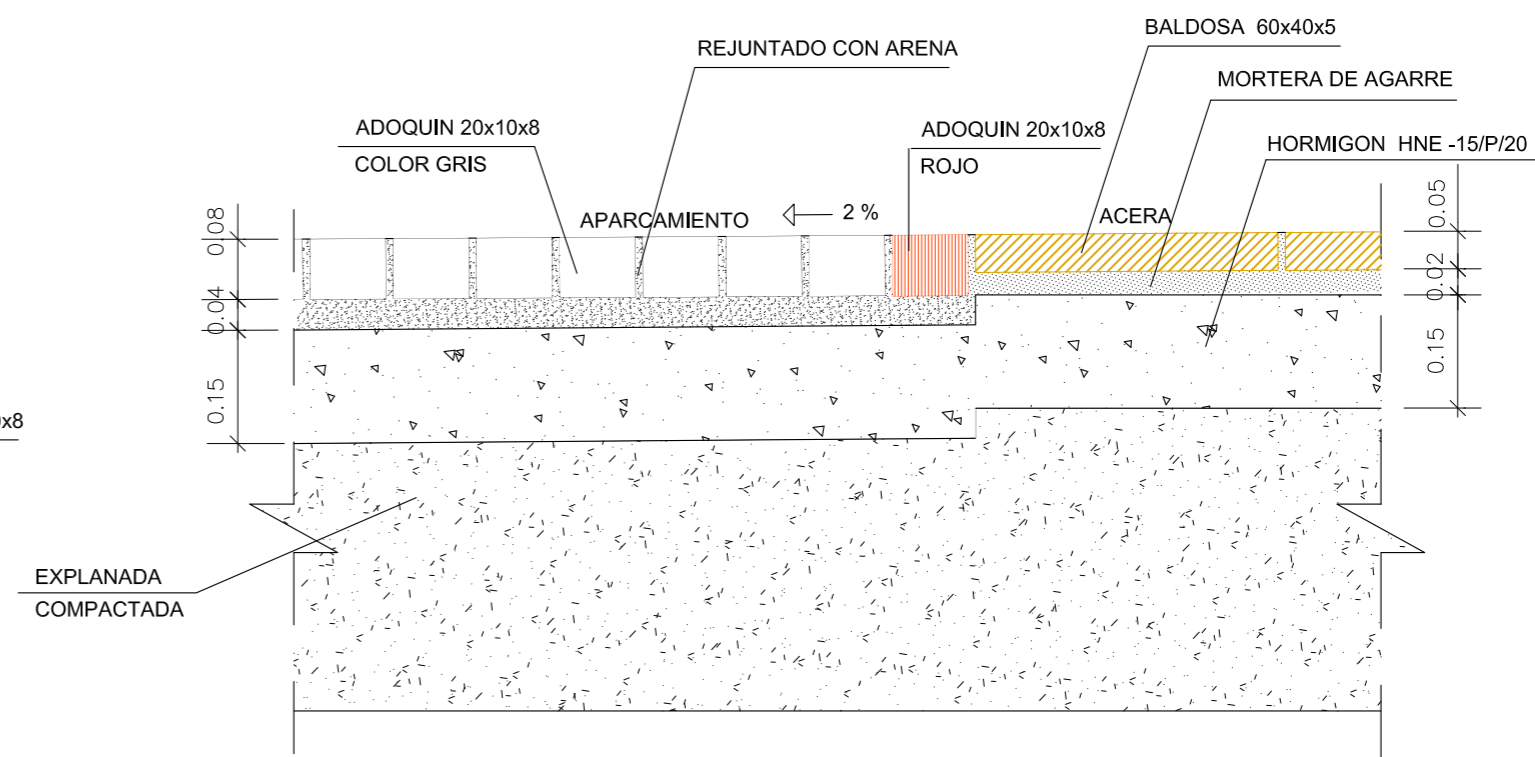 BALDOSA 60x40x5
REJUNTADO CON ARENA
MORTERA DE AGARRE
ADOQUIN 20x10x8
COLOR GRIS
ADOQUIN 20x10x8
ROJO
HORMIGON HNE -15/P/20
APARCAMIENTO
2 %
ACERA
0.08
0.04
0.15
0.05
0.02
0.15
x8
EXPLANADA
COMPACTADA